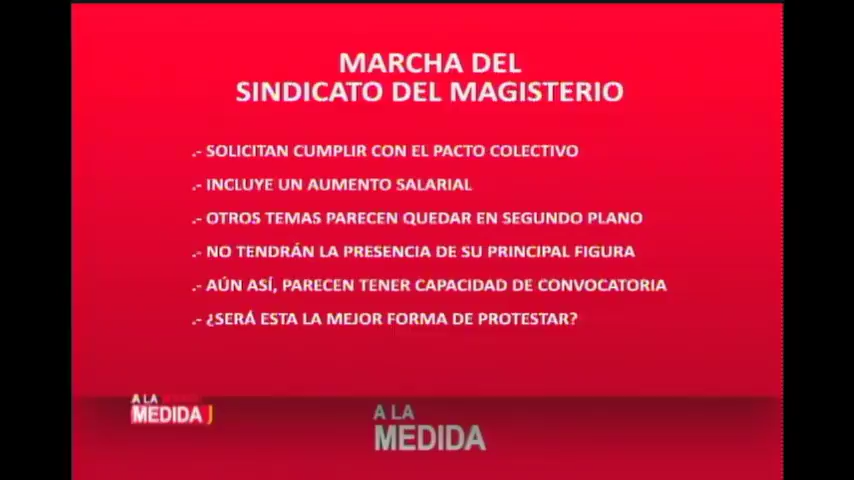 MARCHA DEL
SINDICATO DEL MAGISTERIO
.- SOLICITAN CUMPLIR CON EL PACTO COLECTIVO
.- INCLUYE UN AUMENTO SALARIAL
.- OTROS TEMAS PARECEN QUEDAR EN SEGUNDO PLANO
.- NO TENDRÁN LA PRESENCIA DE SU PRINCIPAL FIGURA
.- AÚN ASÍ, PARECEN TENER CAPACIDAD DE CONVOCATORIA
.- ¿SERÁ ESTA LA MEJOR FORMA DE PROTESTAR?
A LA
MEDIDA
A LA
MEDIDA